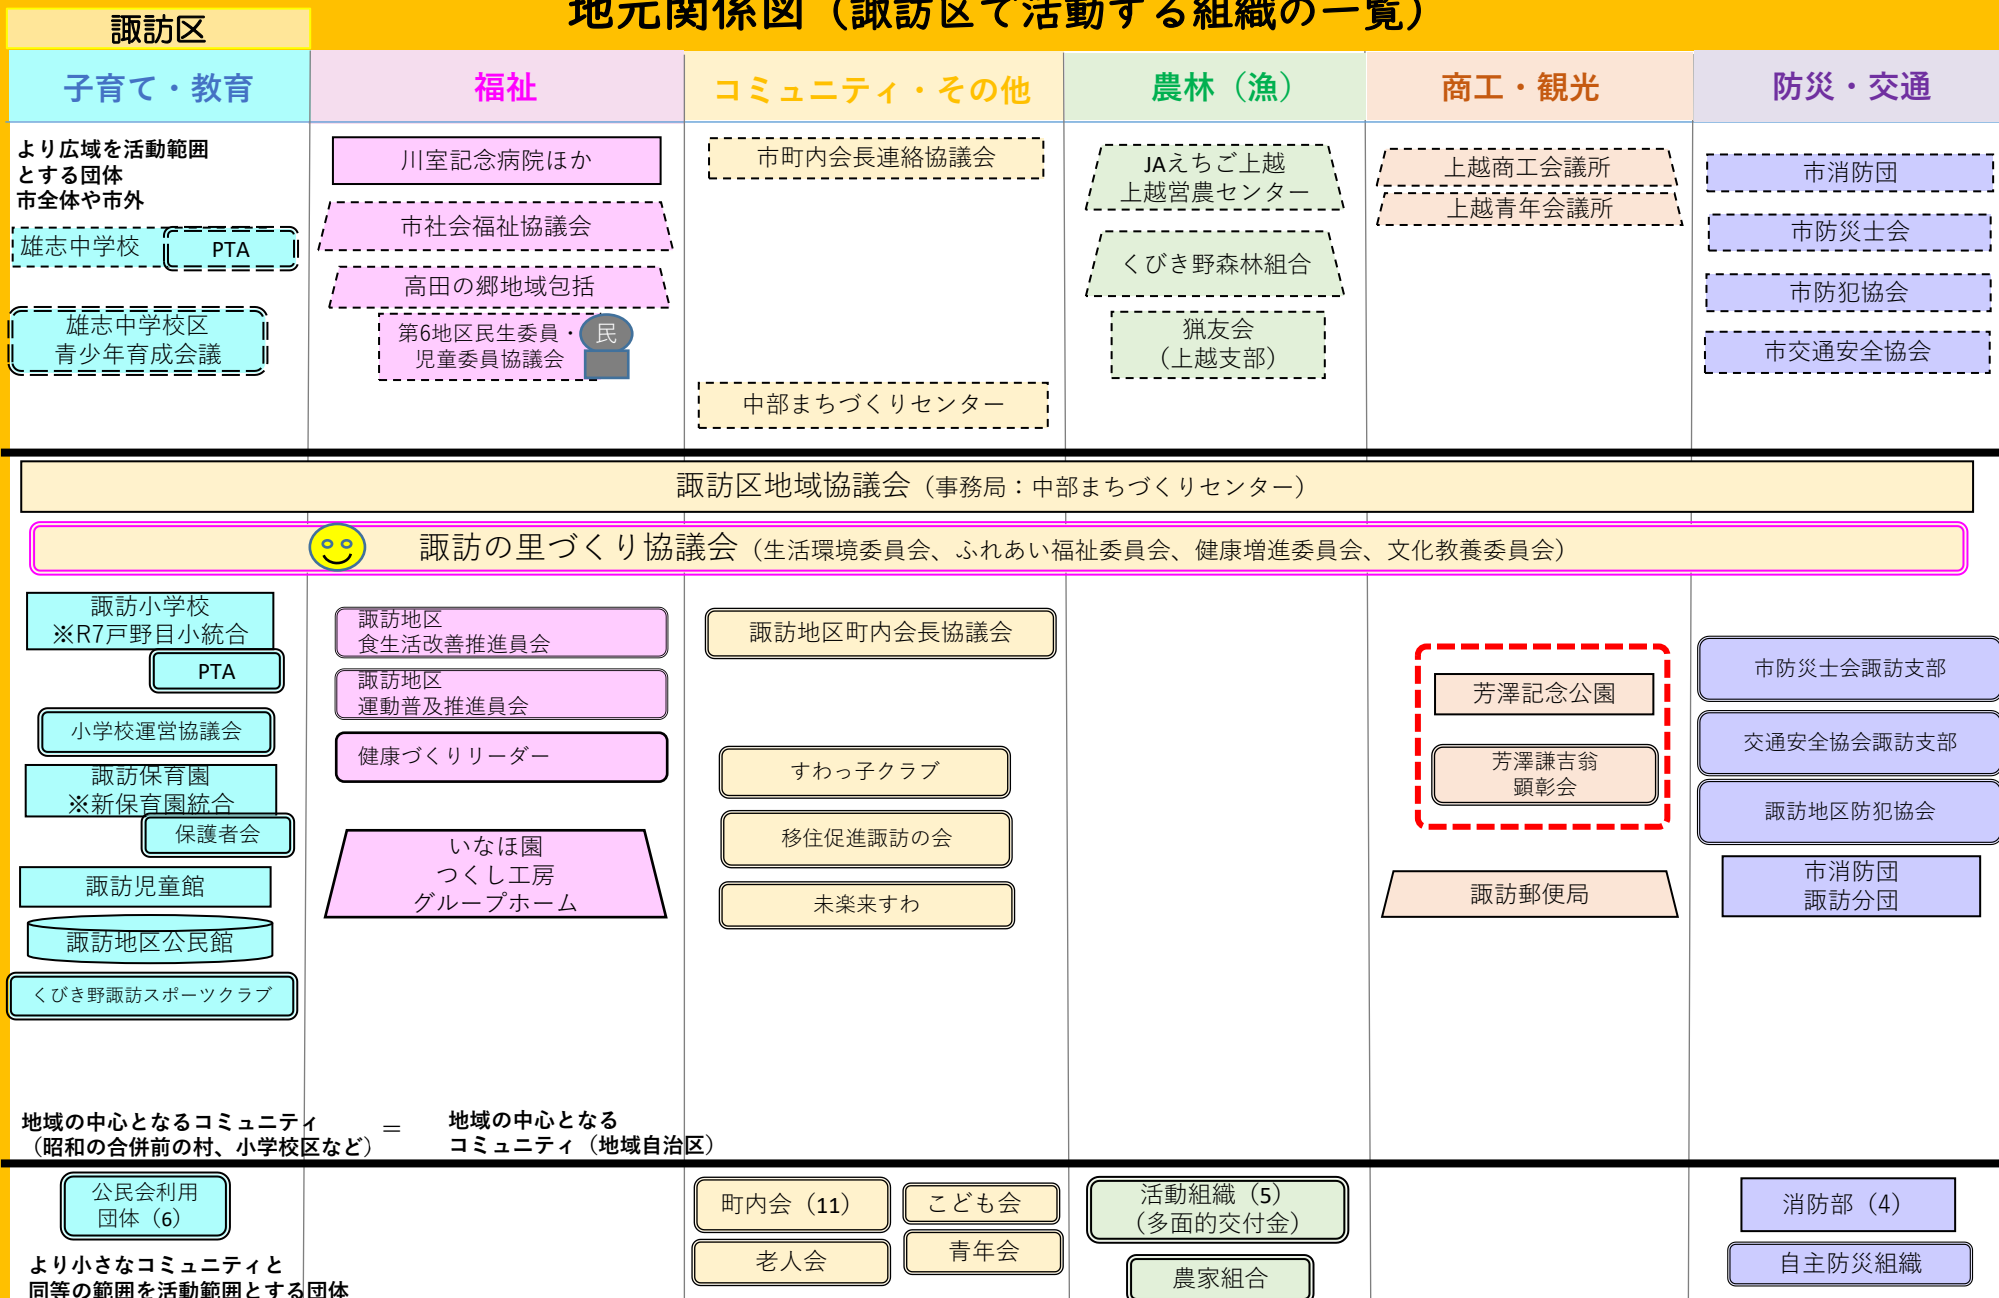 地元関係図（諏訪区で活動する組織の一覧）
諏訪区
子育て・教育
福祉
コミュニティ・その他
農林（漁）
商工・観光
防災・交通
より広域を活動範囲
とする団体
市全体や市外
雄志中学校
PTA
雄志中学校区
青少年育成会議
川室記念病院ほか
市社会福祉協議会
高田の郷地域包括
第6地区民生委員・
児童委員協議会
民
市町内会長連絡協議会
中部まちづくりセンター
JAえちご上越
上越営農センター
くびき野森林組合
猟友会
（上越支部）
上越商工会議所
上越青年会議所
市消防団
市防災士会
市防犯協会
市交通安全協会
諏訪区地域協議会（事務局：中部まちづくりセンター）
諏訪の里づくり協議会（生活環境委員会、ふれあい福祉委員会、健康増進委員会、文化教養委員会）
諏訪小学校
※R7戸野目小統合
PTA
小学校運営協議会
諏訪保育園
※新保育園統合
保護者会
諏訪児童館
諏訪地区公民館
くびき野諏訪スポーツクラブ
諏訪地区
食生活改善推進員会
諏訪地区
運動普及推進員会
健康づくりリーダー
いなほ園
つくし工房
グループホーム
諏訪地区町内会長協議会
すわっ子クラブ
移住促進諏訪の会
未楽来すわ
芳澤記念公園
芳澤謙吉翁
顕彰会
諏訪郵便局
市防災士会諏訪支部
交通安全協会諏訪支部
諏訪地区防犯協会
市消防団
諏訪分団
地域の中心となるコミュニティ
（昭和の合併前の村、小学校区など）
＝
地域の中心となる
コミュニティ（地域自治区）
公民会利用
団体（6）
より小さなコミュニティと
同等の範囲を活動範囲とする団体
町内会（11）
こども会
老人会
青年会
活動組織（5）
（多面的交付金）
農家組合
消防部（4）
自主防災組織